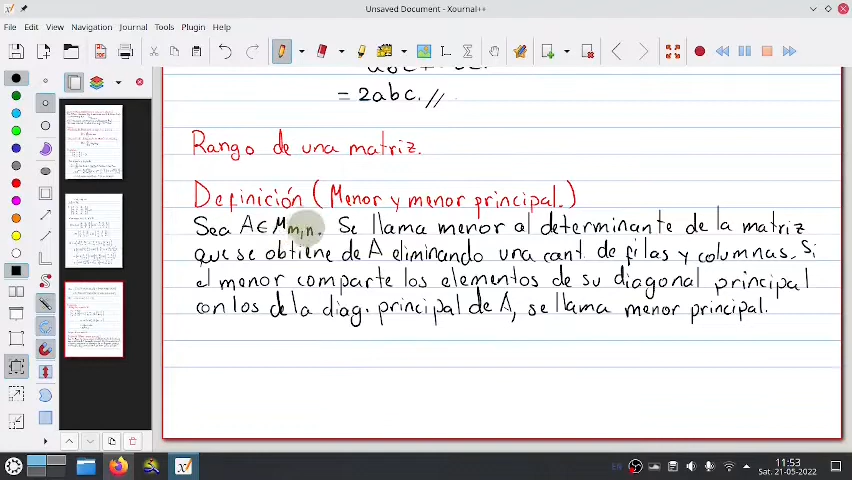 Unsaved Document - Xournal++
File Edit View Navigation Journal Tools Plugin Help
= 2abc. //
Rango de una matriz.
Definición (Menor y menor principal.)
Sea A ∈ Mm,n. Se llama menor al determinante de la matriz
que se obtiene de A eliminando una cant. de filas y columnas. Si
el menor comparte los elementos de su diagonal principal
con los de la diag. principal de A, se llama menor principal.
EN
11:53
Sat. 21-05-2022